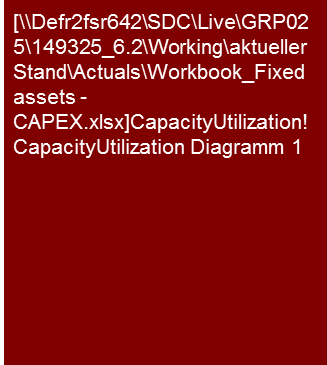 [\\Defr2fsr642\SDC\Live\GRP02
5\149325_6.2\Working\aktueller
Stand\Actuals\Workbook_Fixed
assets -
CAPEX.xlsx]CapacityUtilization!
CapacityUtilization Diagramm 1